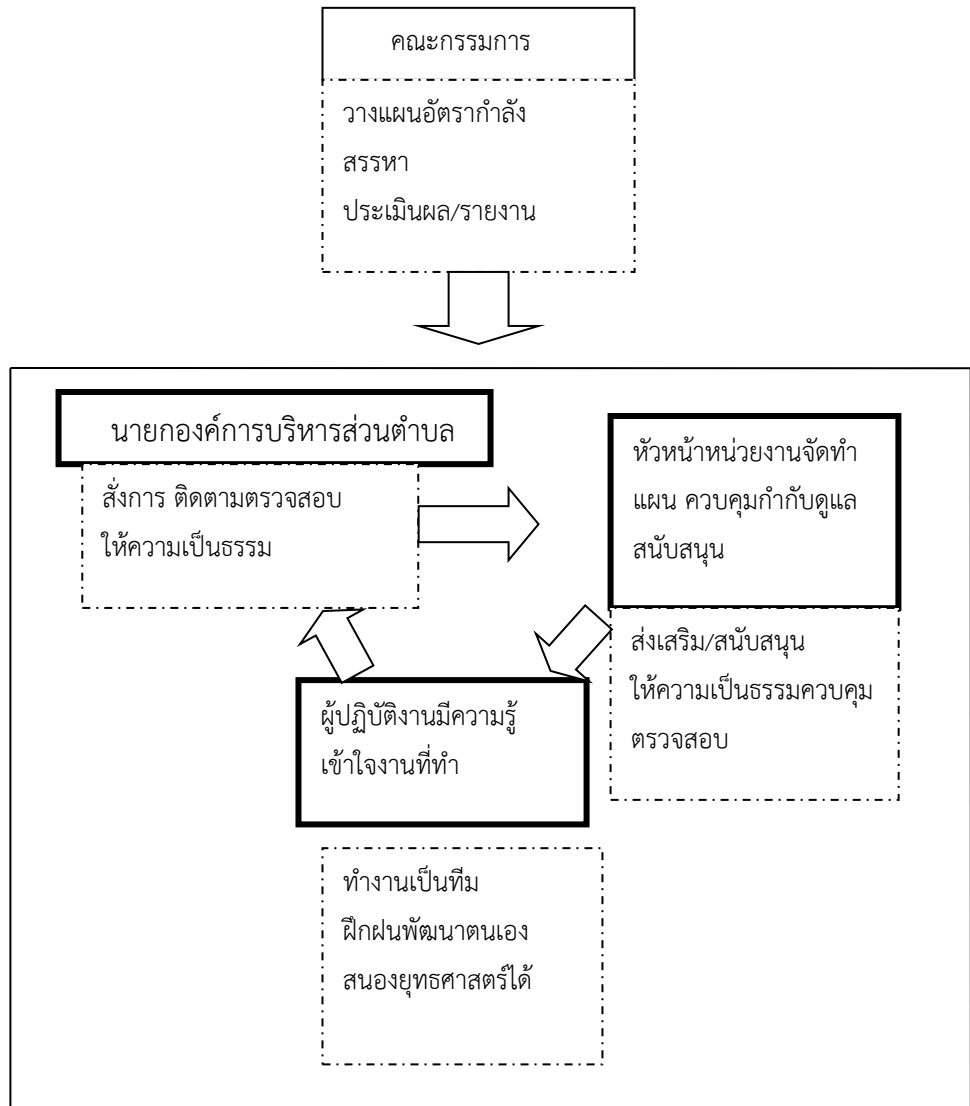 คณะกรรมการ
วางแผนอัตรากำลัง
สรรหา
ประเมินผล/รายงาน
นายกองค์การบริหารส่วนตำบล
สั่งการ ติดตามตรวจสอบ
ให้ความเป็นธรรม
หัวหน้าหน่วยงานจัดทำ
แผน ควบคุมกำกับดูแล
สนับสนุน
ส่งเสริม/สนับสนุน
ให้ความเป็นธรรมควบคุม
ตรวจสอบ
ผู้ปฏิบัติงานมีความรู้
เข้าใจงานที่ทำ
ทำงานเป็นทีม
ฝึกฝนพัฒนาตนเอง
สนองยุทธศาสตร์ได้